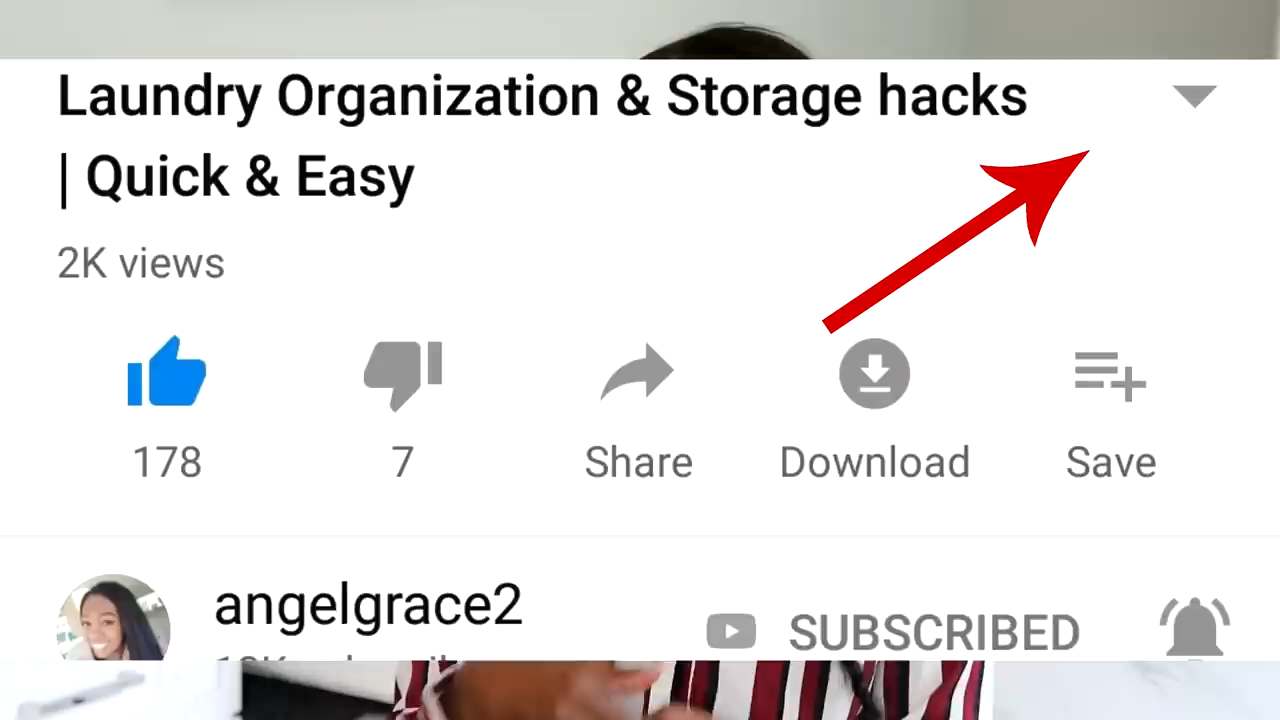 Laundry Organization & Storage hacks
| Quick & Easy
2K views
178
7
Share
Download
Save
angelgrace2
SUBSCRIBED